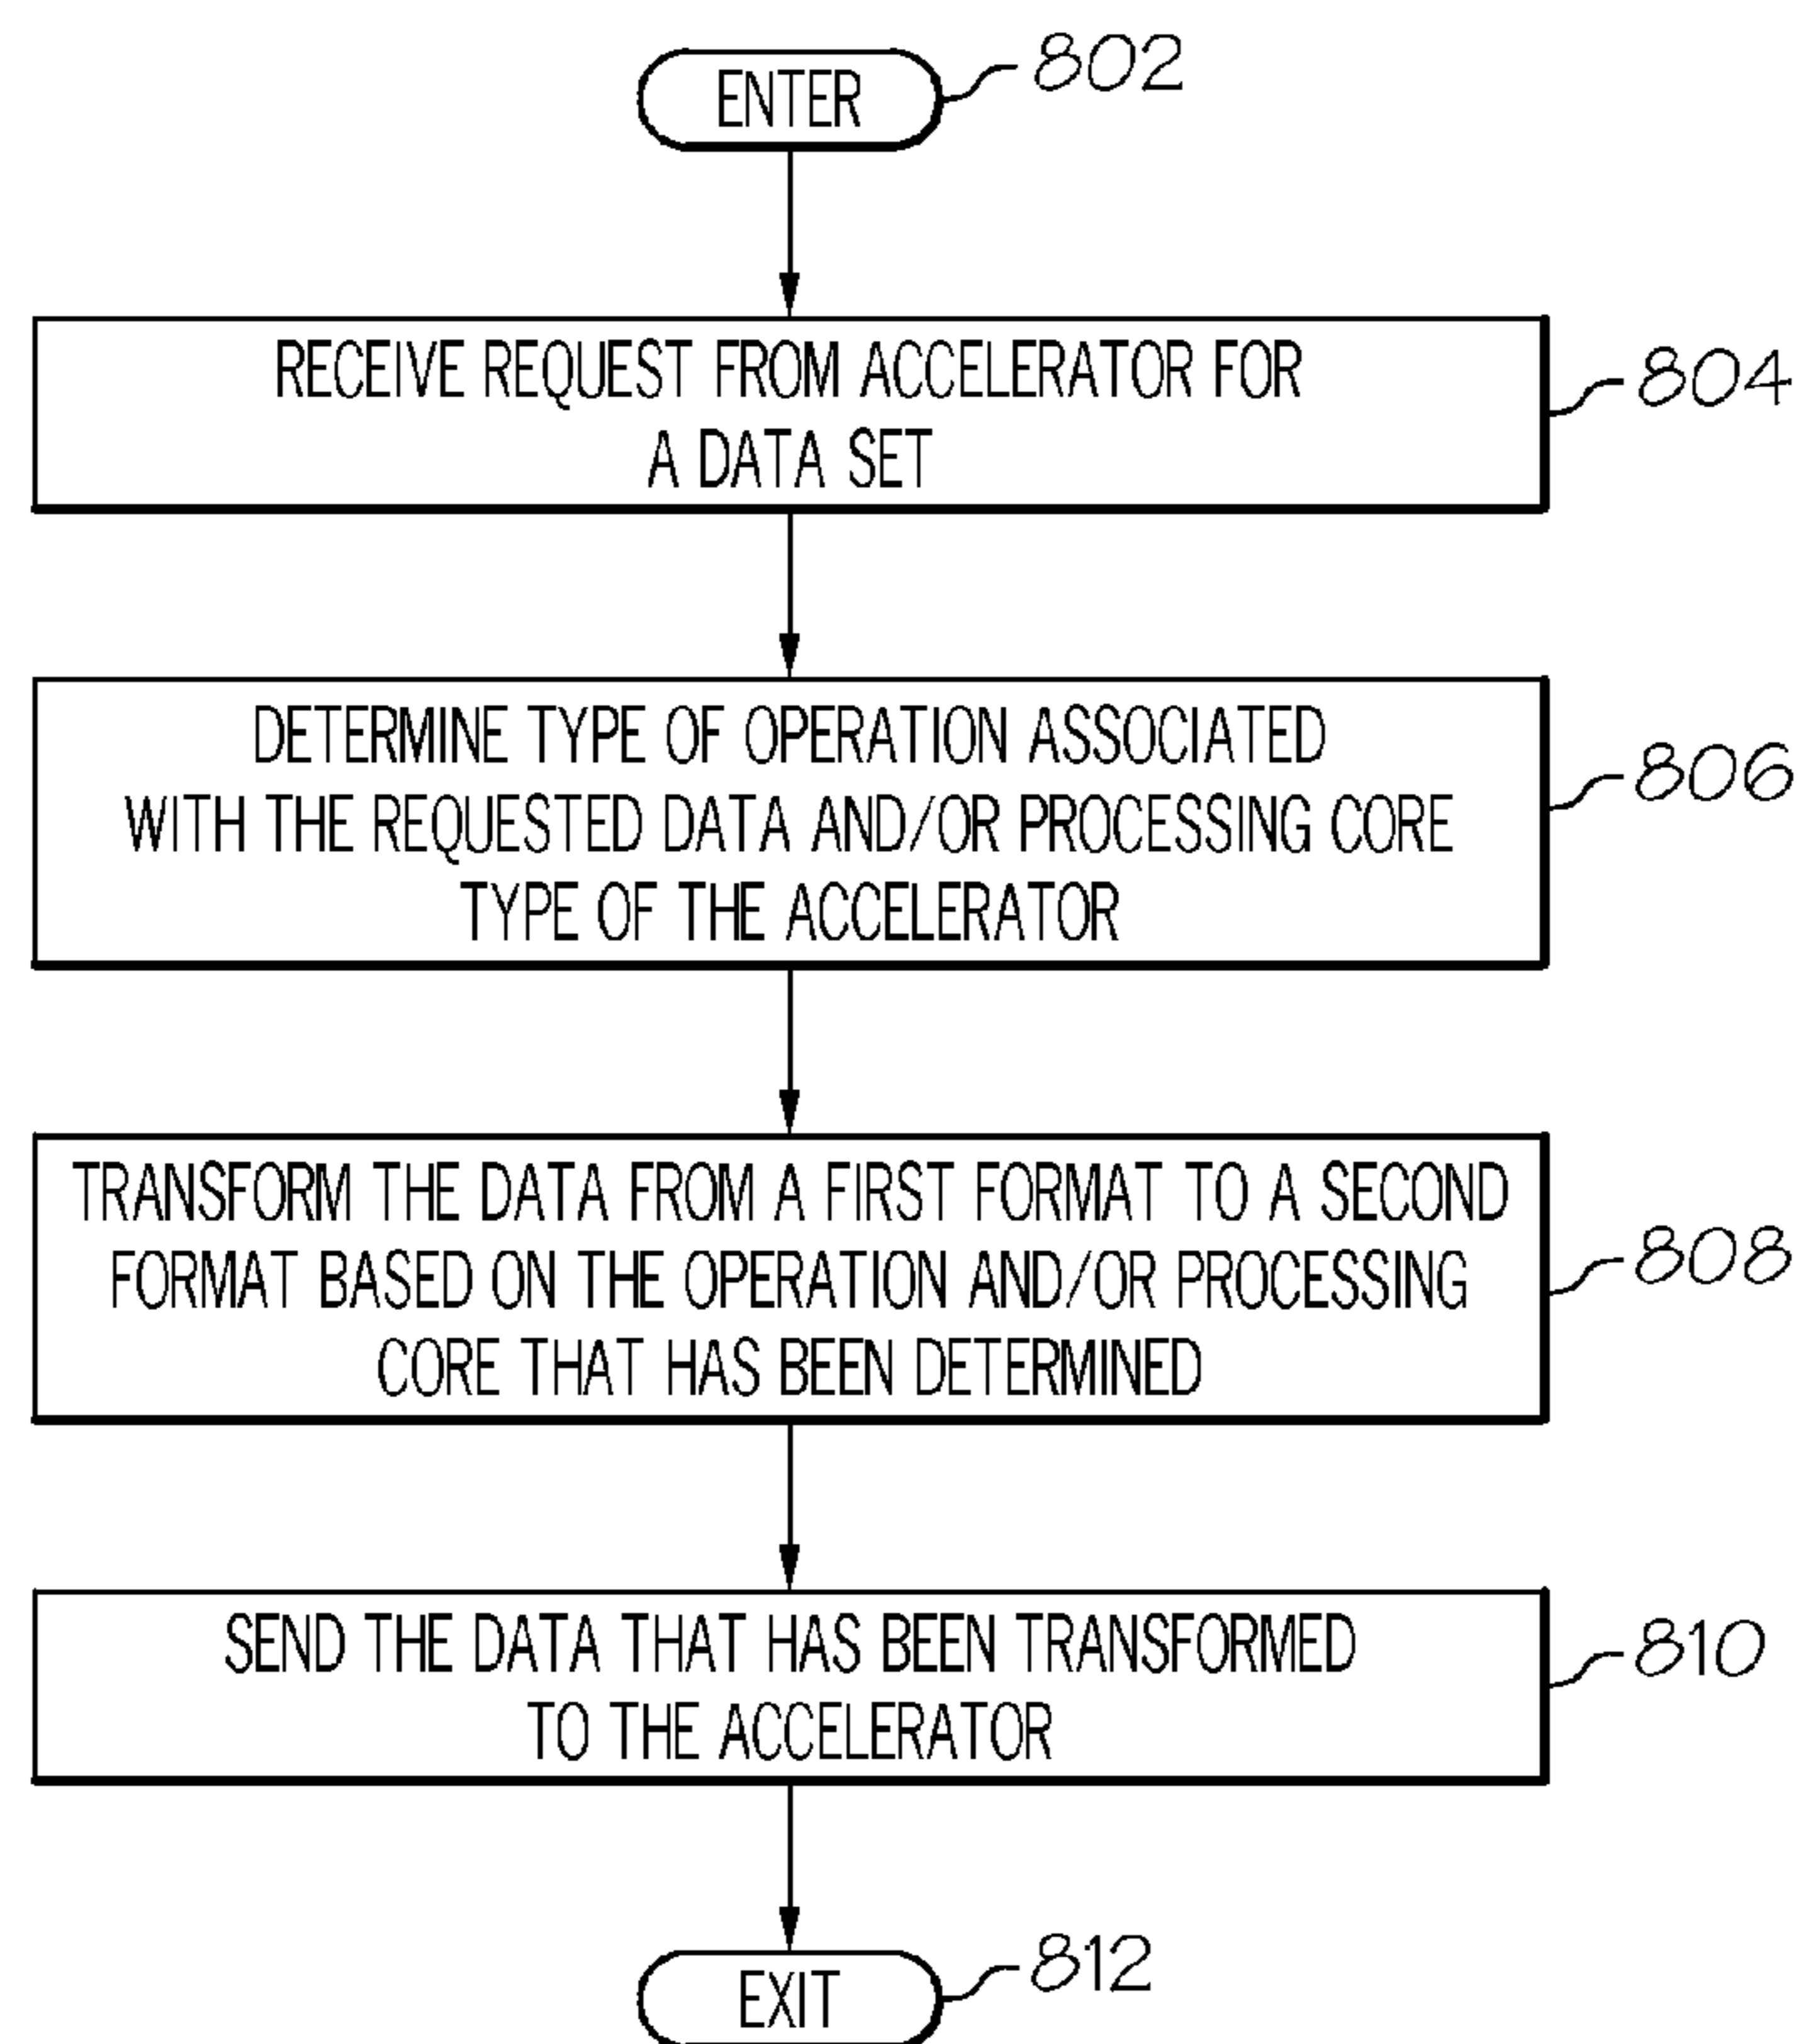 ENTER
802
RECEIVE REQUEST FROM ACCELERATOR FOR
A DATA SET
804
DETERMINE TYPE OF OPERATION ASSOCIATED
WITH THE REQUESTED DATA AND/OR PROCESSING CORE
TYPE OF THE ACCELERATOR
806
TRANSFORM THE DATA FROM A FIRST FORMAT TO A SECOND
FORMAT BASED ON THE OPERATION AND/OR PROCESSING
CORE THAT HAS BEEN DETERMINED
808
SEND THE DATA THAT HAS BEEN TRANSFORMED
TO THE ACCELERATOR
810
EXIT
812